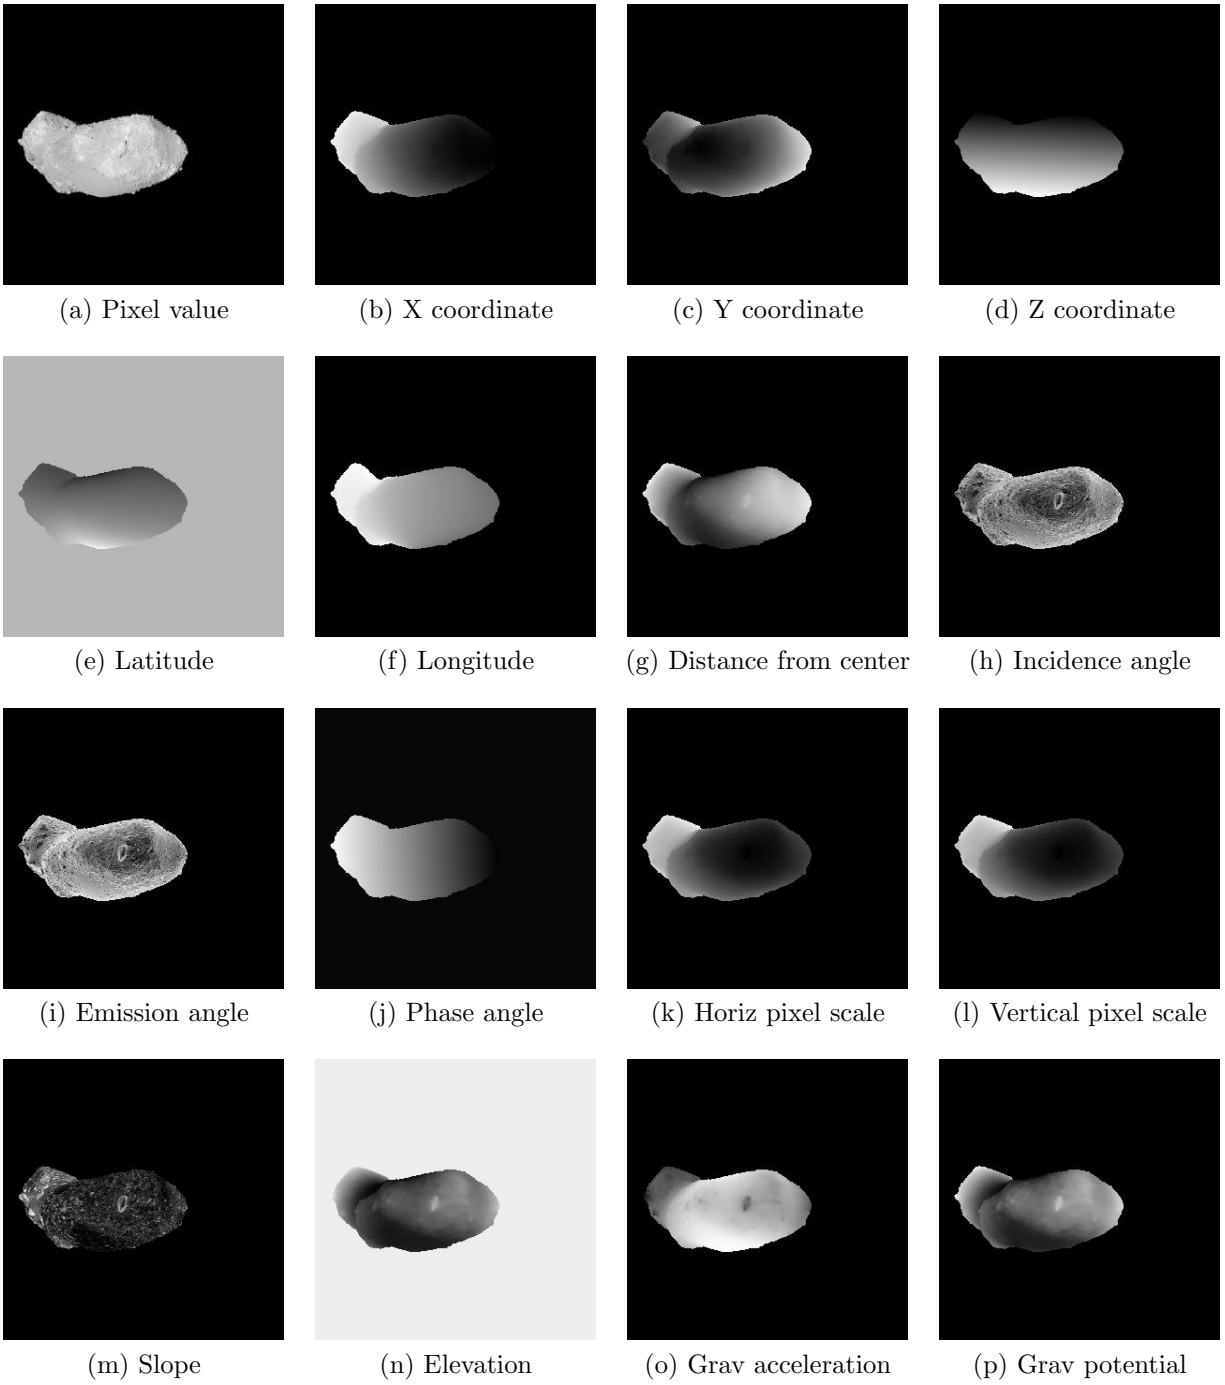 (a) Pixel value
(b) X coordinate
(c) Y coordinate
(d) Z coordinate
(e) Latitude
(f) Longitude
(g) Distance from center
(h) Incidence angle
(i) Emission angle
(j) Phase angle
(k) Horiz pixel scale
(l) Vertical pixel scale
(m) Slope
(n) Elevation
(o) Grav acceleration
(p) Grav potential